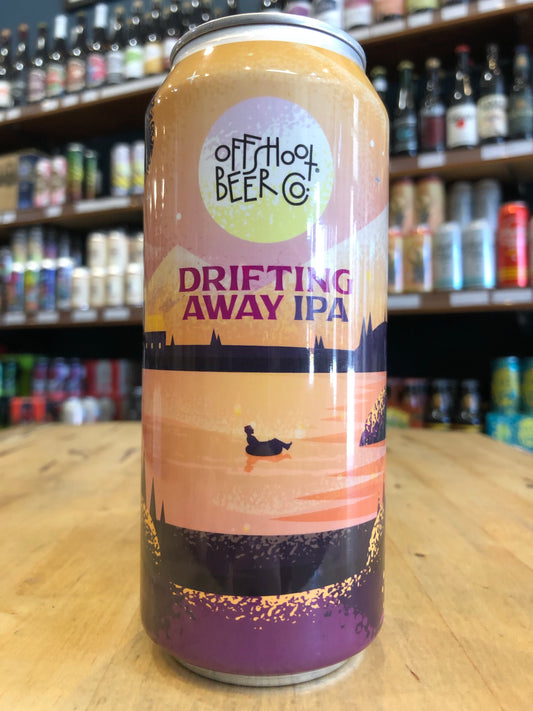 OFFSHOOT®
BEER CO:
DRIFTING
AWAY IPA